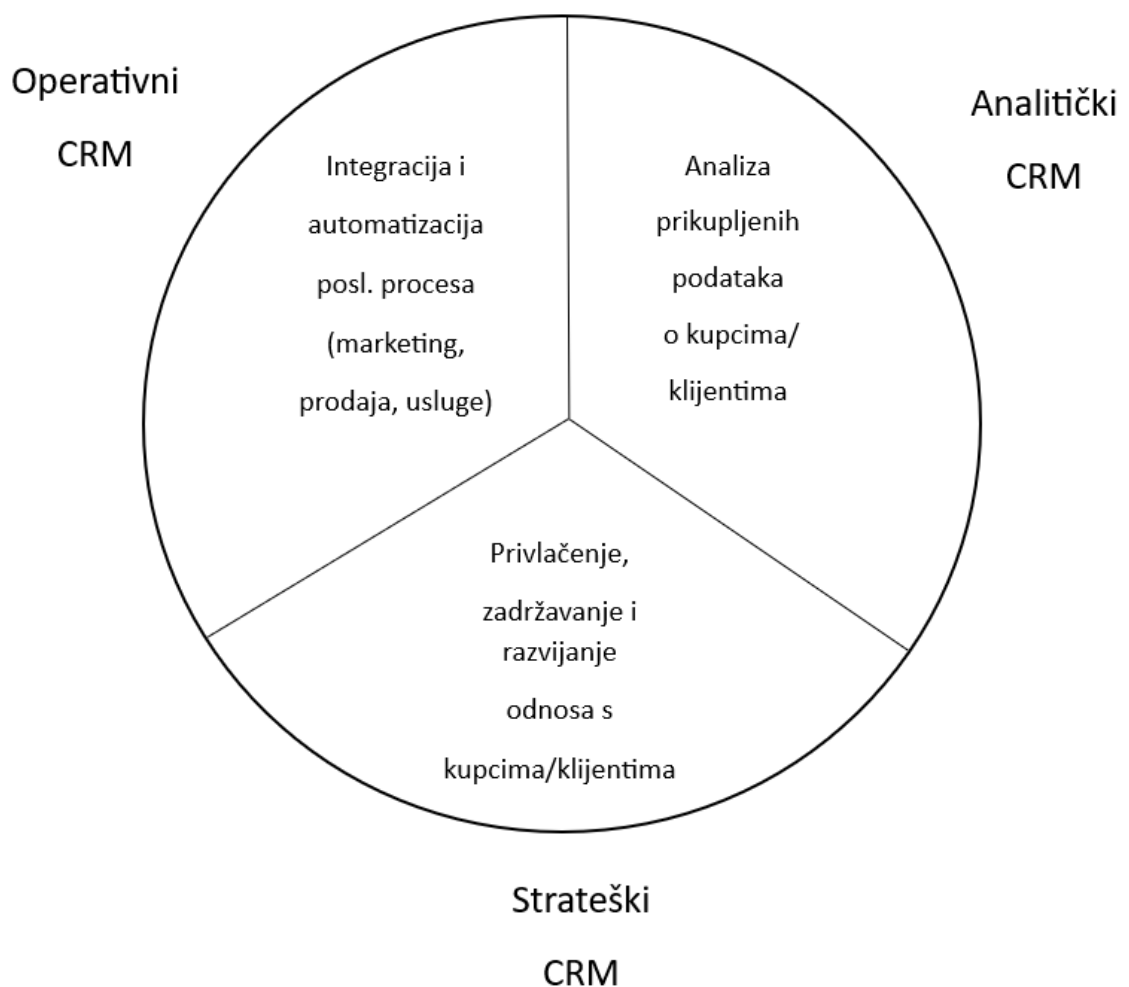 Operativni
CRM
Integracija i
automatizacija
posl. procesa
(marketing,
prodaja, usluge)
Analitički
CRM
Analiza
prikupljenih
podataka
o kupcima/
klijentima
Privlačenje,
zadržavanje i
razvijanje
odnosa s
kupcima/klijentima
Strateški
CRM